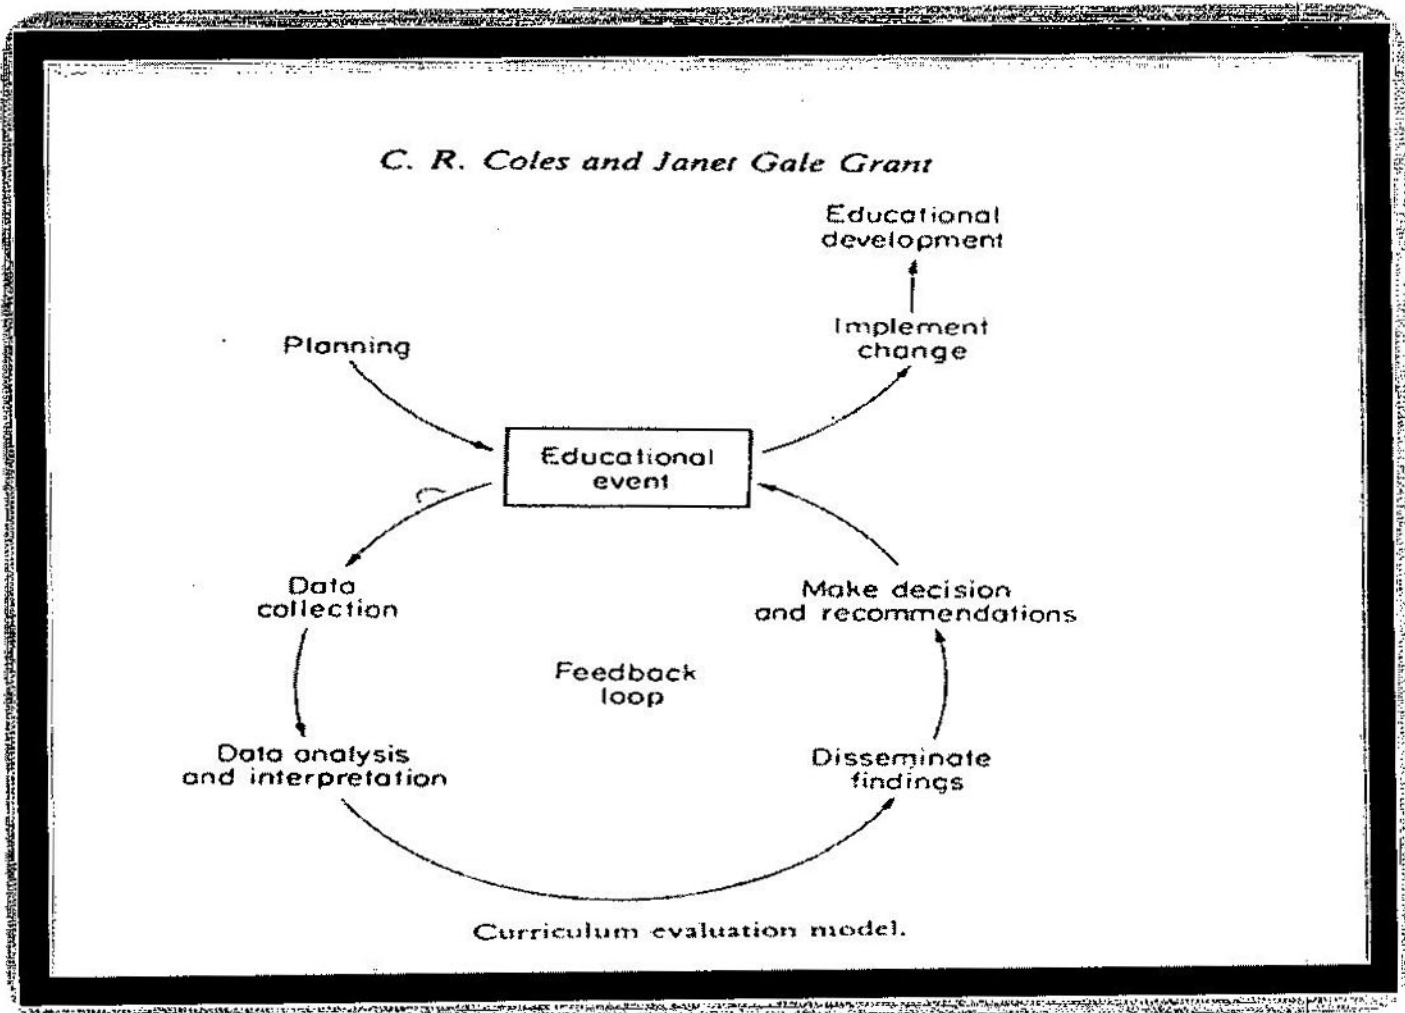 C. R. Coles and Janet Gale Grant
Educational
development
Implement
change
Planning
Educational
event
Data
collection
Make decision
and recommendations
Feedback
loop
Data analysis
and interpretation
Disseminate
findings
Curriculum evaluation model.